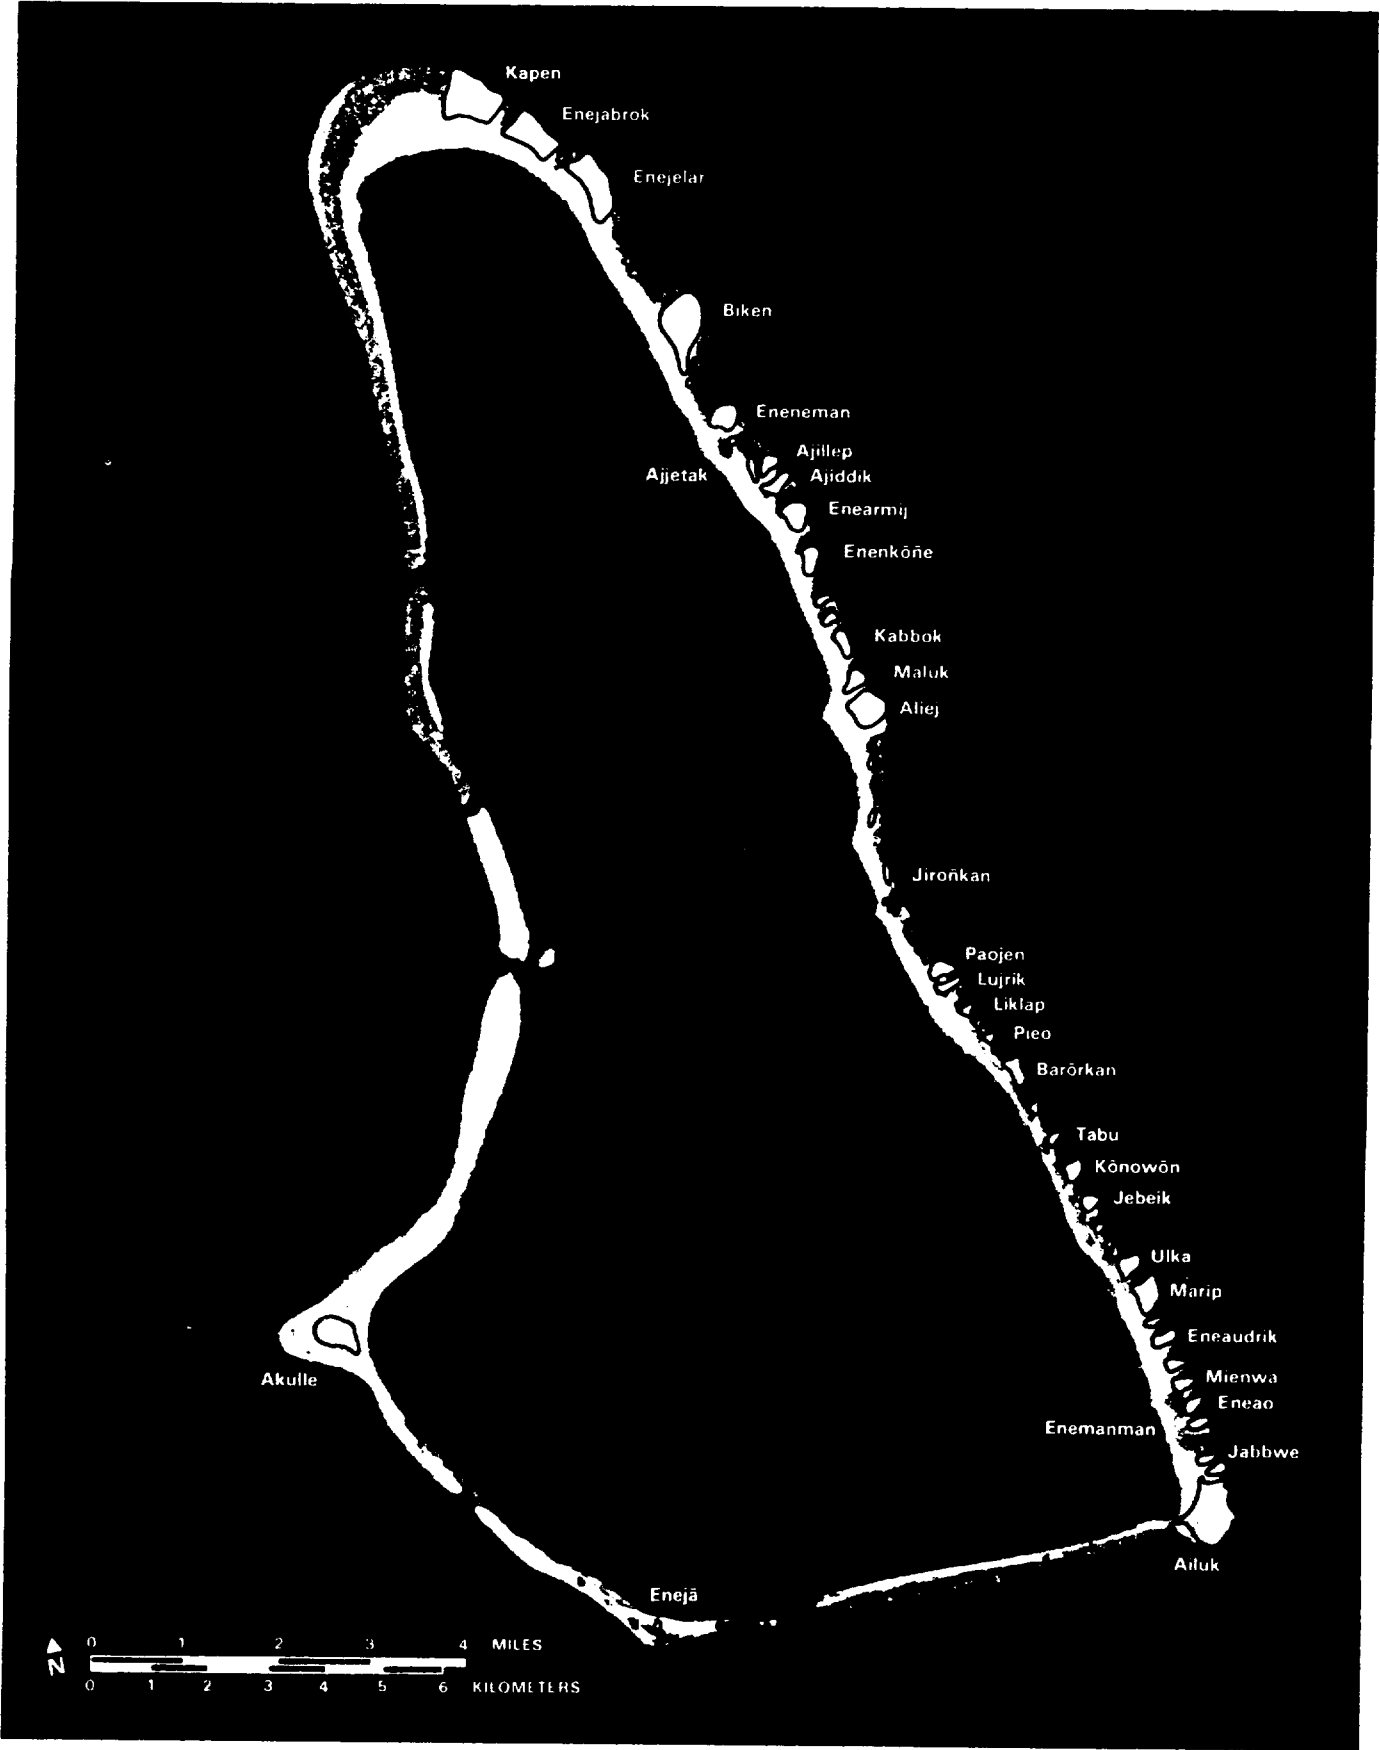 Kapen
Enejabrok
Enejelar
Biken
Eneneman
Ajillep
Ajjetak
Ajiddik
Enearmij
Enenkōñe
Kabbok
Maluk
Aliej
Jiroñkan
Paojen
Lujrik
Liklap
Pieo
Barōrkan
Tabu
Kōnowōn
Jebeik
Ulka
Marip
Eneaudrik
Akulle
Mienwa
Eneao
Enemanman
Jabbwe
Ailuk
Enejā
0 1 2 3 4 MILES
N
0 1 2 3 4 5 6 KILOMETERS